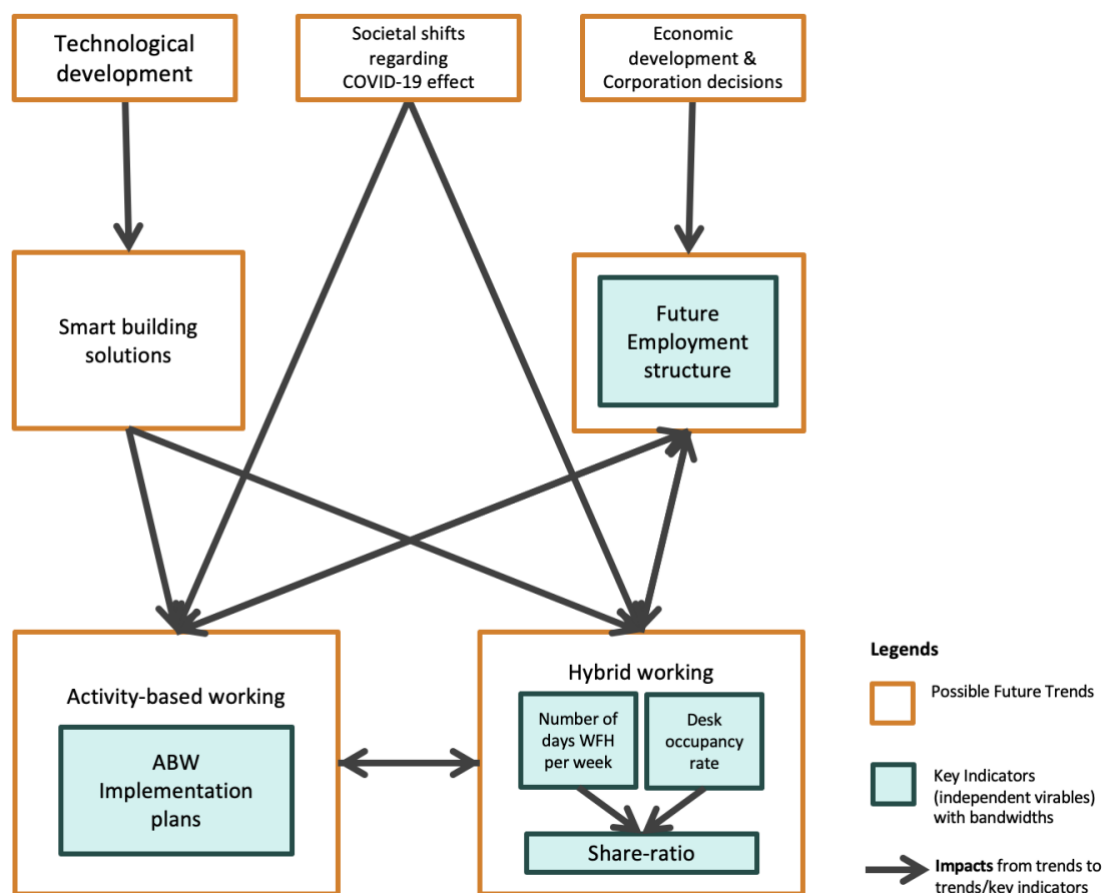 Technological
development
Societal shifts
regarding
COVID-19 effect
Economic
development &
Corporation decisions
Smart building
solutions
Future
Employment
structure
Activity-based working
ABW
Implementation
plans
Hybrid working
Number of
days WFH
per week
Desk
occupancy
rate
Share-ratio
Legends
Possible Future Trends
Key Indicators
(independent virables)
with bandwidths
Impacts from trends to
trends/key indicators